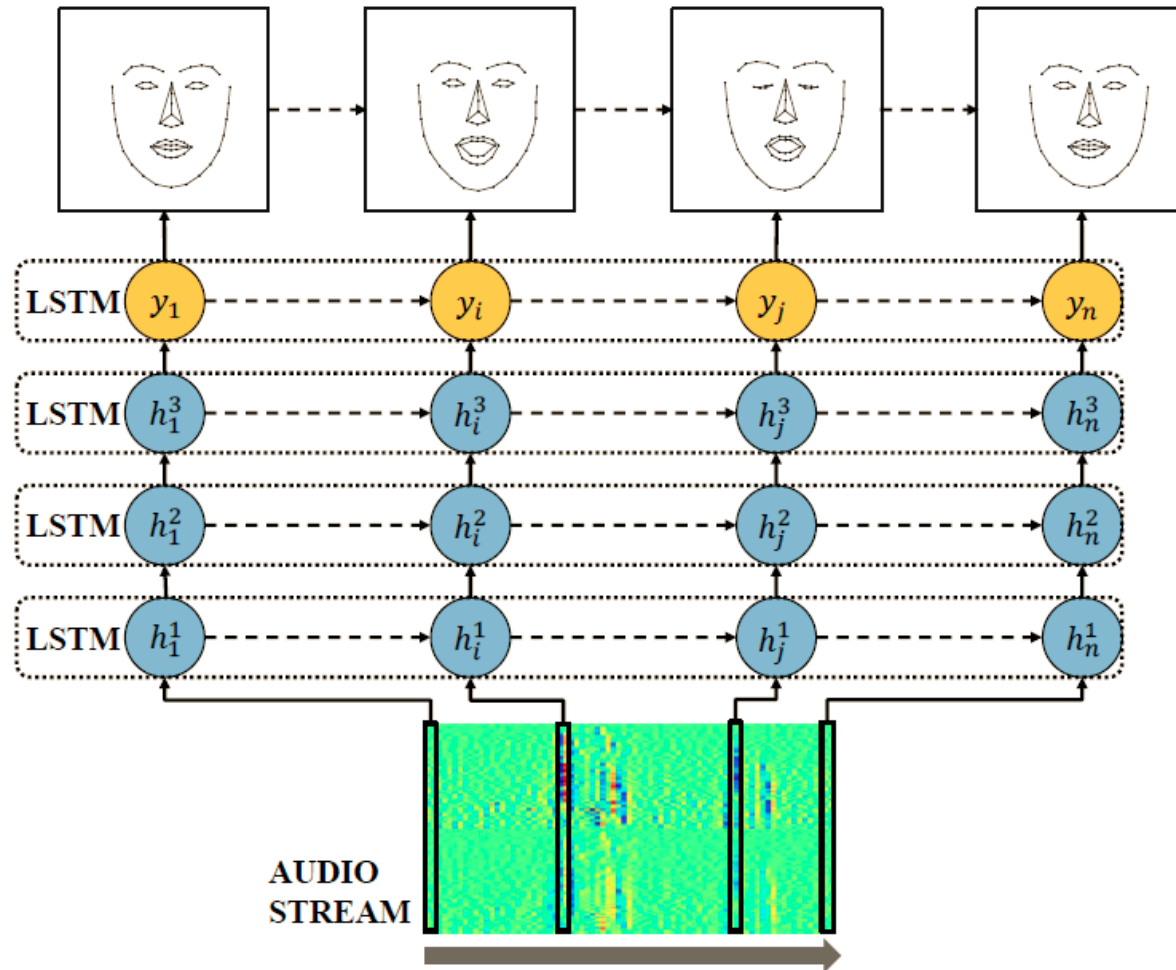 LSTM y₁ yᵢ yⱼ yₙ
LSTM h₁³ hᵢ³ hⱼ³ hₙ³
LSTM h₁² hᵢ² hⱼ² hₙ²
LSTM h₁¹ hᵢ¹ hⱼ¹ hₙ¹
AUDIO
STREAM